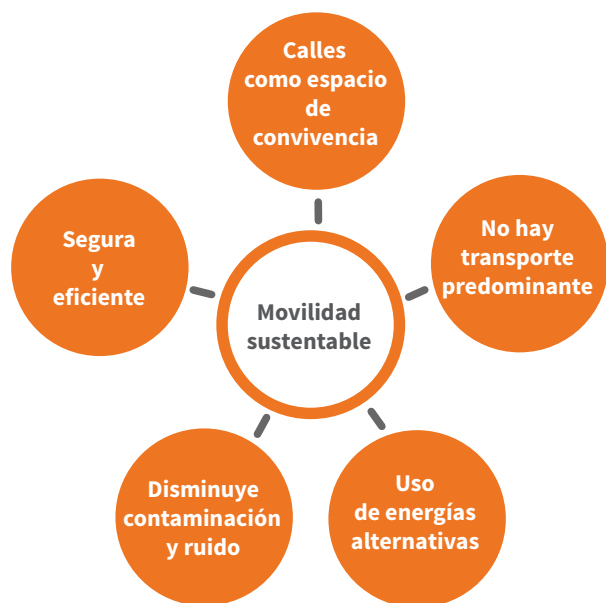 Calles
como espacio
de
convivencia
No hay
transporte
predominante
Segura
y
eficiente
Movilidad
sustentable
Disminuye
contaminación
y ruido
Uso
de energías
alternativas